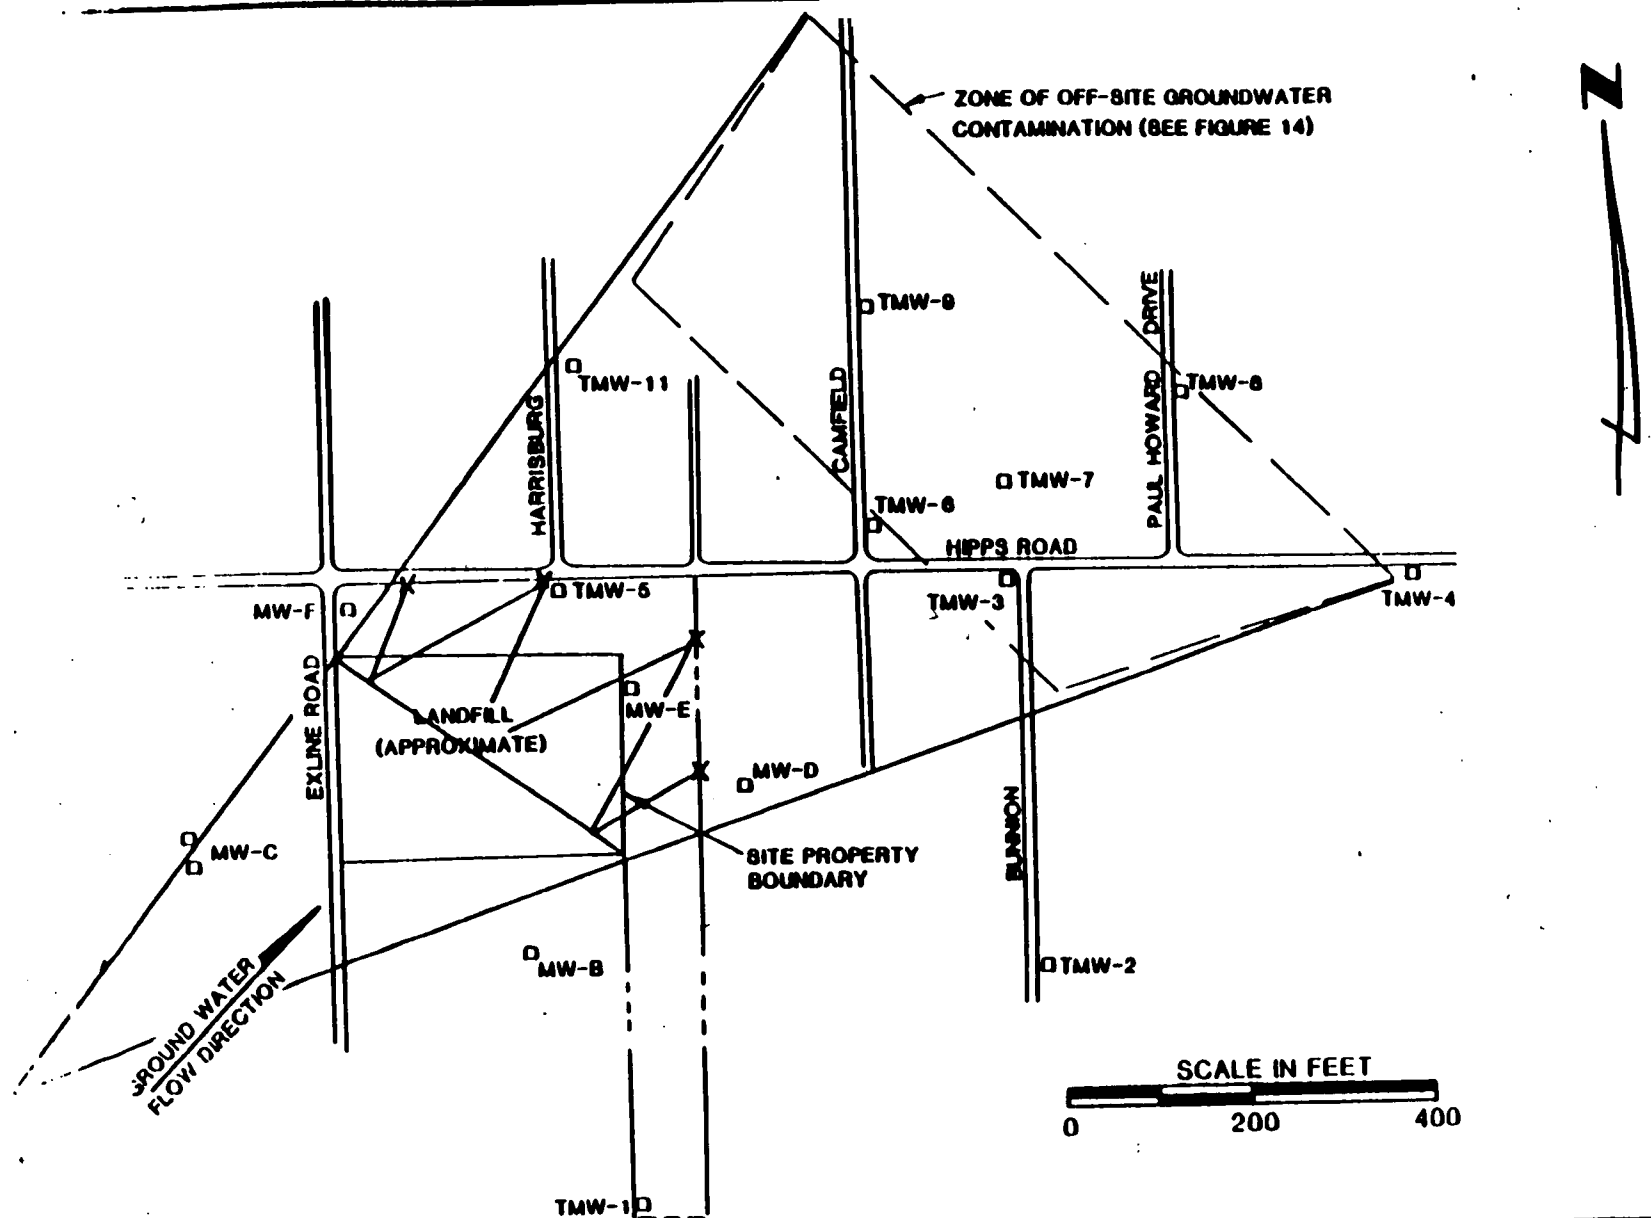 N
ZONE OF OFF-SITE GROUNDWATER
CONTAMINATION (SEE FIGURE 14)
TMW-9
DRIVE
PAUL HOWARD
TMW-8
TMW-11
HARRISBURG
CAMFIELD
TMW-7
TMW-6
HIPPS ROAD
TMW-5
MW-F
TMW-3
TMW-4
EXLINE ROAD
MW-E
LANDFILL
(APPROXIMATE)
MW-D
MW-C
SITE PROPERTY
BOUNDARY
BUNNION
MW-B
TMW-2
GROUND WATER
FLOW DIRECTION
SCALE IN FEET
0 200 400
TMW-1